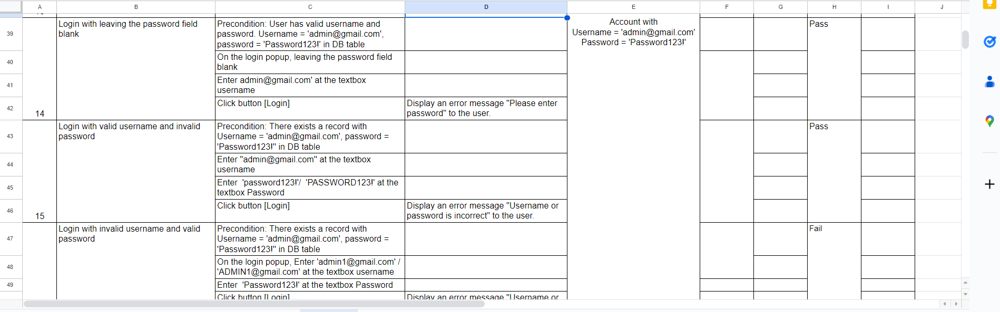 A B C D E F G H I J
39
Login with leaving the password field
blank
Precondition: User has valid username and
password. Username = 'admin@gmail.com',
password = 'Password123!' in DB table
Account with
Username = 'admin@gmail.com'
Password = 'Password123!'
Pass
40
On the login popup, leaving the password field
blank
41
Enter admin@gmail.com' at the textbox
username
42
14
Click button [Login]
Display an error message "Please enter
password" to the user.
43
Login with valid username and invalid
password
Precondition: There exists a record with
Username = 'admin@gmail.com', password =
'Password123!" in DB table
Pass
44
Enter "admin@gmail.com" at the textbox
username
45
Enter  'password123!'/  'PASSWORD123!' at the
textbox Password
46
15
Click button [Login]
Display an error message "Username or
password is incorrect" to the user.
47
Login with invalid username and valid
password
Precondition: There exists a record with
Username = 'admin@gmail.com', password =
'Password123!" in DB table
Fail
48
On the login popup, Enter 'admin1@gmail.com' /
'ADMIN1@gmail.com' at the textbox username
49
Enter  'Password123!' at the textbox Password
Click button [Login]
Display an error message "Username or